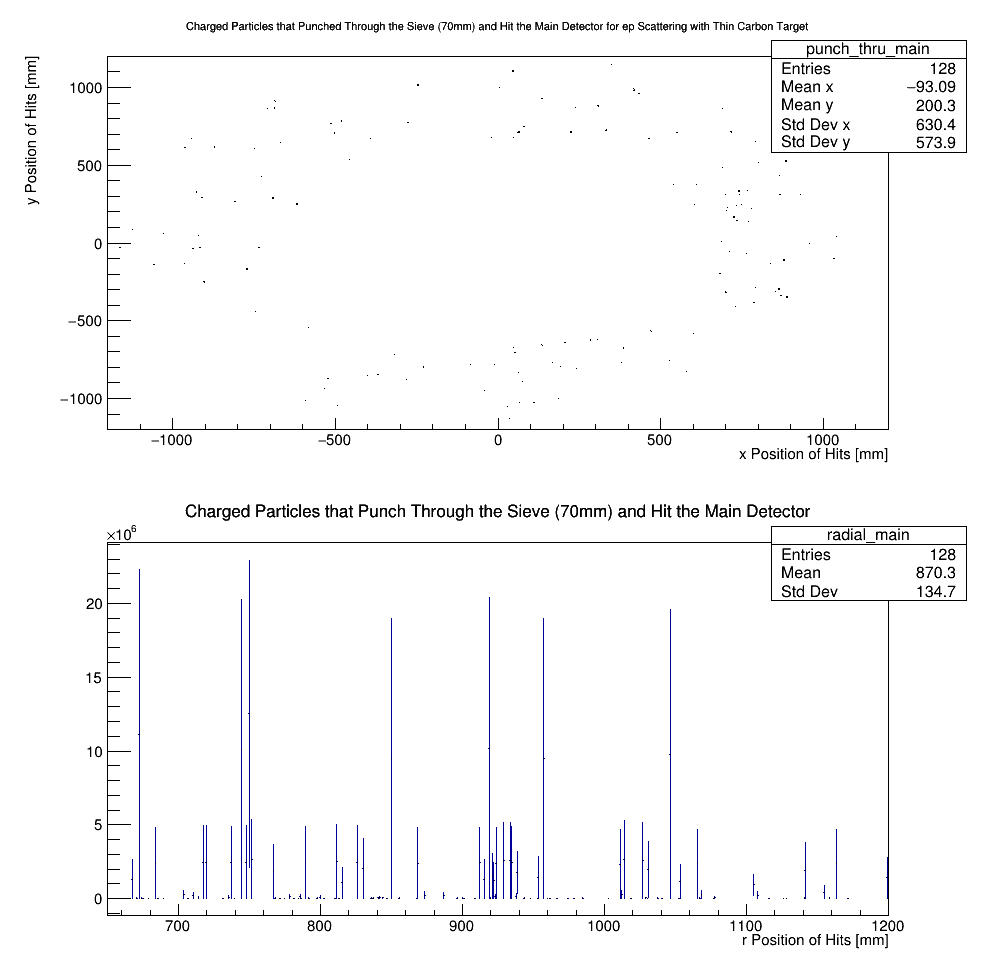 Charged Particles that Punched Through the Sieve (70mm) and Hit the Main Detector for ep Scattering with Thin Carbon Target
punch_thru_main
Entries 128
Mean x −93.09
Mean y 200.3
Std Dev x 630.4
Std Dev y 573.9
y Position of Hits [mm]
1000
500
0
−500
−1000
−1000 −500 0 500 1000
x Position of Hits [mm]
Charged Particles that Punch Through the Sieve (70mm) and Hit the Main Detector
×10^6
radial_main
Entries 128
Mean 870.3
Std Dev 134.7
20
15
10
5
0
700 800 900 1000 1100 1200
r Position of Hits [mm]